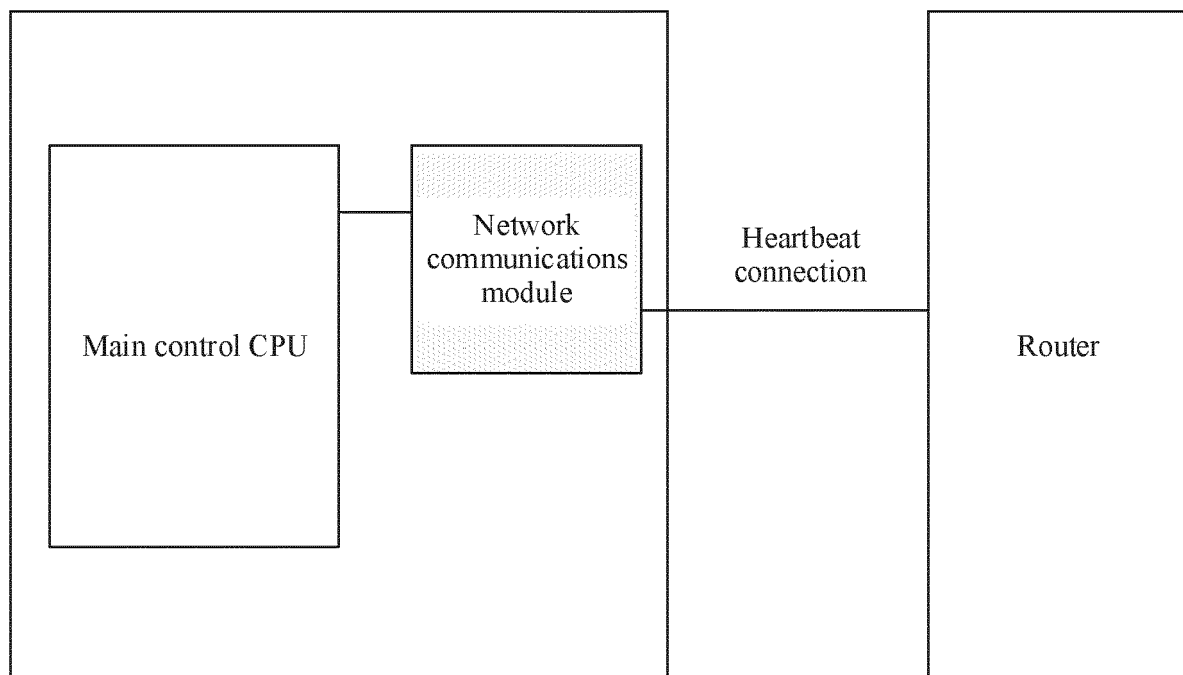 Main control CPU
Network
communications
module
Heartbeat
connection
Router